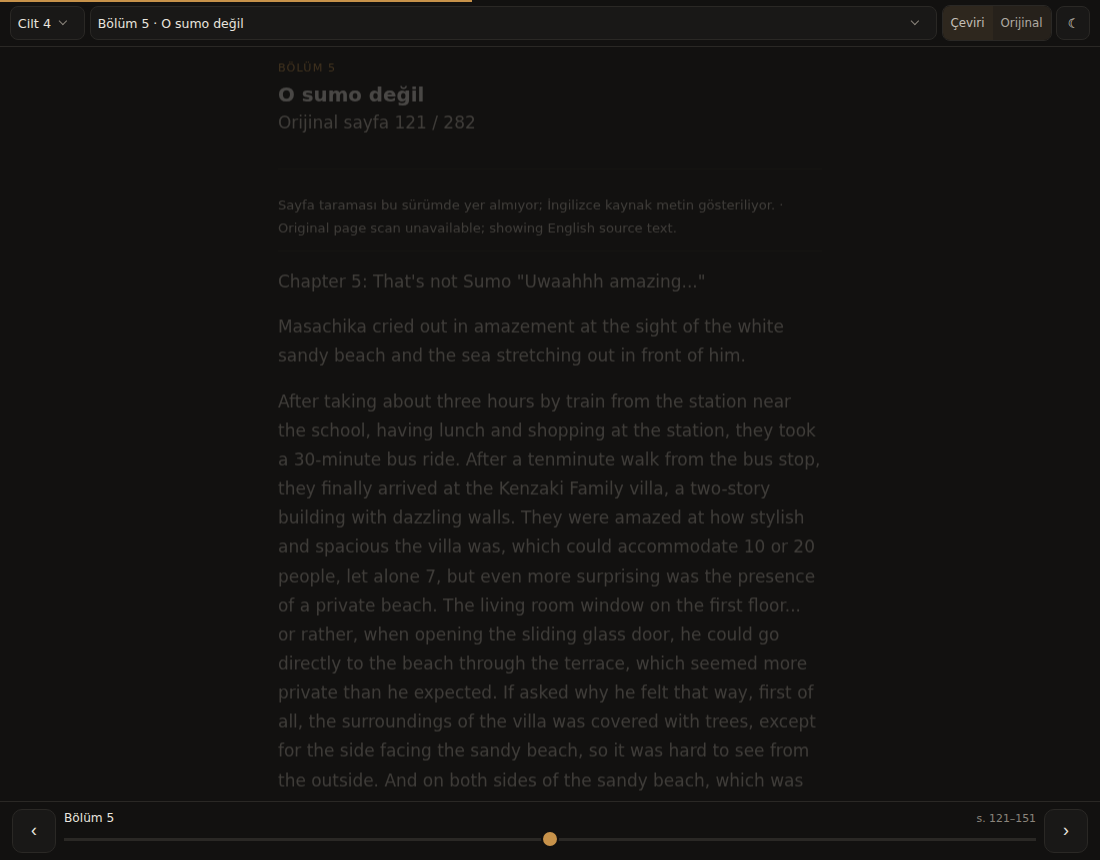 Cilt 4
Bölüm 5 · O sumo değil
Çeviri
Orijinal
BÖLÜM 5
O sumo değil
Orijinal sayfa 121 / 282
Sayfa taraması bu sürümde yer almıyor; İngilizce kaynak metin gösteriliyor. ·
Original page scan unavailable; showing English source text.
Chapter 5: That's not Sumo "Uwaahhh amazing..."
Masachika cried out in amazement at the sight of the white
sandy beach and the sea stretching out in front of him.
After taking about three hours by train from the station near
the school, having lunch and shopping at the station, they took
a 30-minute bus ride. After a tenminute walk from the bus stop,
they finally arrived at the Kenzaki Family villa, a two-story
building with dazzling walls. They were amazed at how stylish
and spacious the villa was, which could accommodate 10 or 20
people, let alone 7, but even more surprising was the presence
of a private beach. The living room window on the first floor...
or rather, when opening the sliding glass door, he could go
directly to the beach through the terrace, which seemed more
private than he expected. If asked why he felt that way, first of
all, the surroundings of the villa was covered with trees, except
for the side facing the sandy beach, so it was hard to see from
the outside. And on both sides of the sandy beach, which was
Bölüm 5
s. 121–151